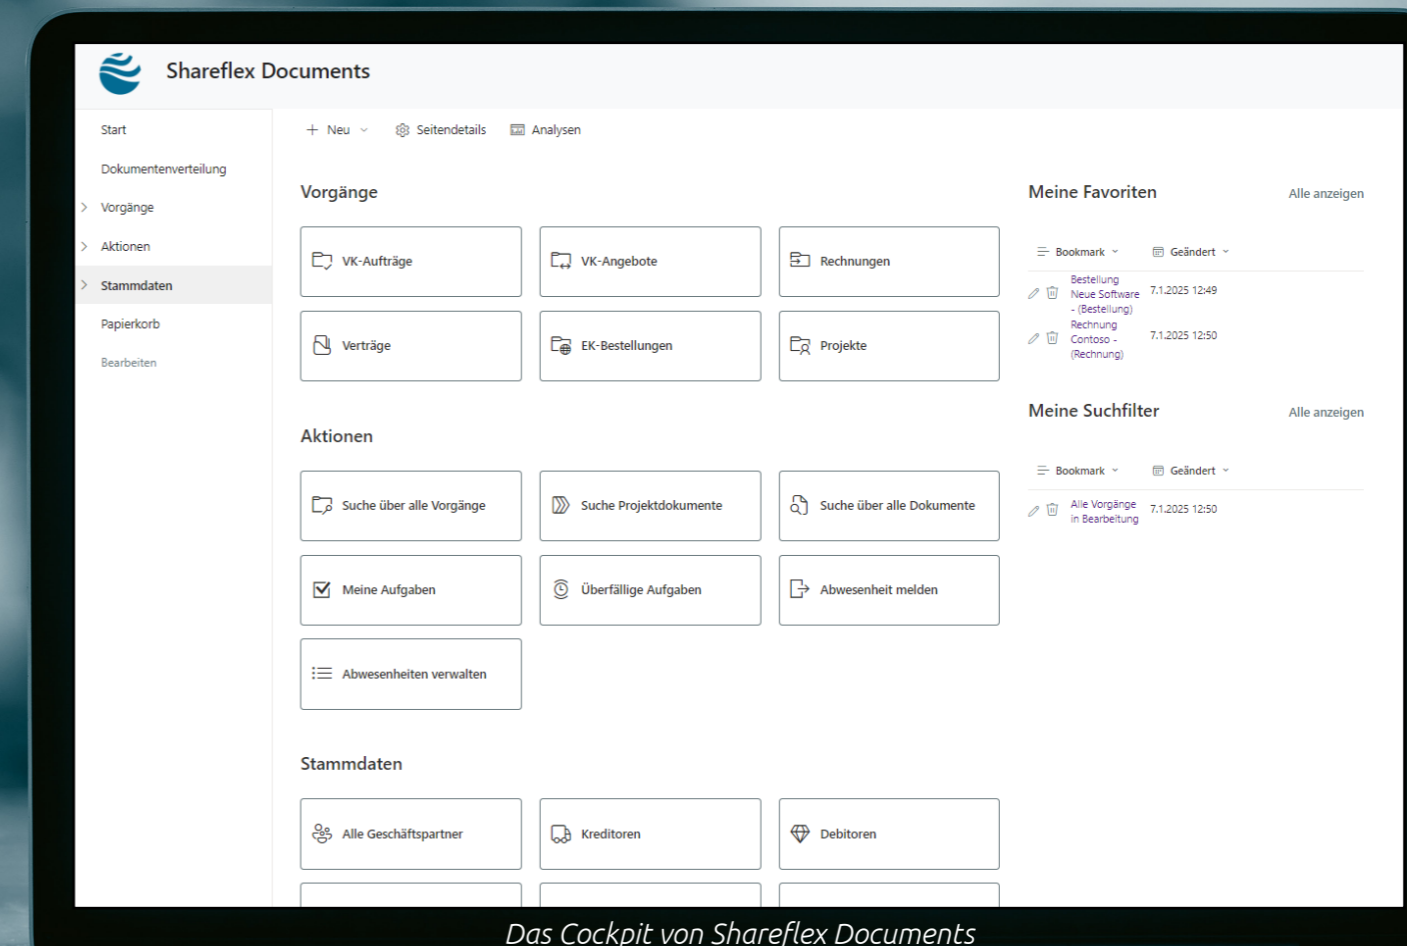 Shareflex Documents
Start
Dokumentenverteilung
Vorgänge
Aktionen
Stammdaten
Papierkorb
Bearbeiten
Neu
Seitendetails
Analysen
Vorgänge
VK-Aufträge
VK-Angebote
Rechnungen
Verträge
EK-Bestellungen
Projekte
Aktionen
Suche über alle Vorgänge
Suche Projektdokumente
Suche über alle Dokumente
Meine Aufgaben
Überfällige Aufgaben
Abwesenheit melden
Abwesenheiten verwalten
Stammdaten
Alle Geschäftspartner
Kreditoren
Debitoren
Meine Favoriten
Alle anzeigen
Bookmark
Geändert
Bestellung
Neue Software
- (Bestellung)
7.1.2025 12:49
Rechnung
Contoso -
(Rechnung)
7.1.2025 12:50
Meine Suchfilter
Alle anzeigen
Bookmark
Geändert
Alle Vorgänge
in Bearbeitung
7.1.2025 12:50
Das Cockpit von Shareflex Documents